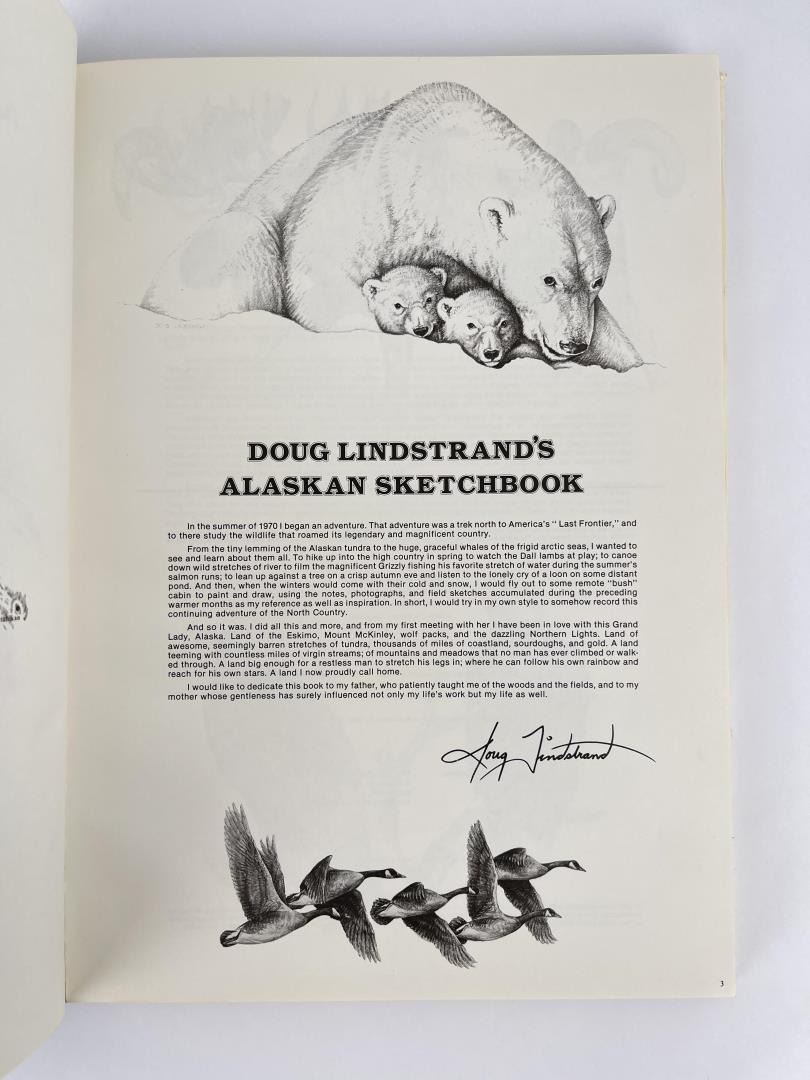 DOUG LINDSTRAND'S
ALASKAN SKETCHBOOK
In the summer of 1970 I began an adventure. That adventure was a trek north to America's " Last Frontier," and
to there study the wildlife that roamed its legendary and magnificent country.
From the tiny lemming of the Alaskan tundra to the huge, graceful whales of the frigid arctic seas, I wanted to
see and learn about them all. To hike up into the high country in spring to watch the Dall lambs at play; to canoe
down wild stretches of river to film the magnificent Grizzly fishing his favorite stretch of water during the summer's
salmon runs; to lean up against a tree on a crisp autumn eve and listen to the lonely cry of a loon on some distant
pond. And then, when the winters would come with their cold and snow, I would fly out to some remote "bush"
cabin to paint and draw, using the notes, photographs, and field sketches accumulated during the preceding
warmer months as my reference as well as inspiration. In short, I would try in my own style to somehow record this
continuing adventure of the North Country.
And so it was. I did all this and more, and from my first meeting with her I have been in love with this Grand
Lady, Alaska. Land of the Eskimo, Mount McKinley, wolf packs, and the dazzling Northern Lights. Land of
awesome, seemingly barren stretches of tundra, thousands of miles of coastland, sourdoughs, and gold. A land
teeming with countless miles of virgin streams; of mountains and meadows that no man has ever climbed or walk-
ed through. A land big enough for a restless man to stretch his legs in; where he can follow his own rainbow and
reach for his own stars. A land I now proudly call home.
I would like to dedicate this book to my father, who patiently taught me of the woods and the fields, and to my
mother whose gentleness has surely influenced not only my life's work but my life as well.
Doug Lindstrand
3